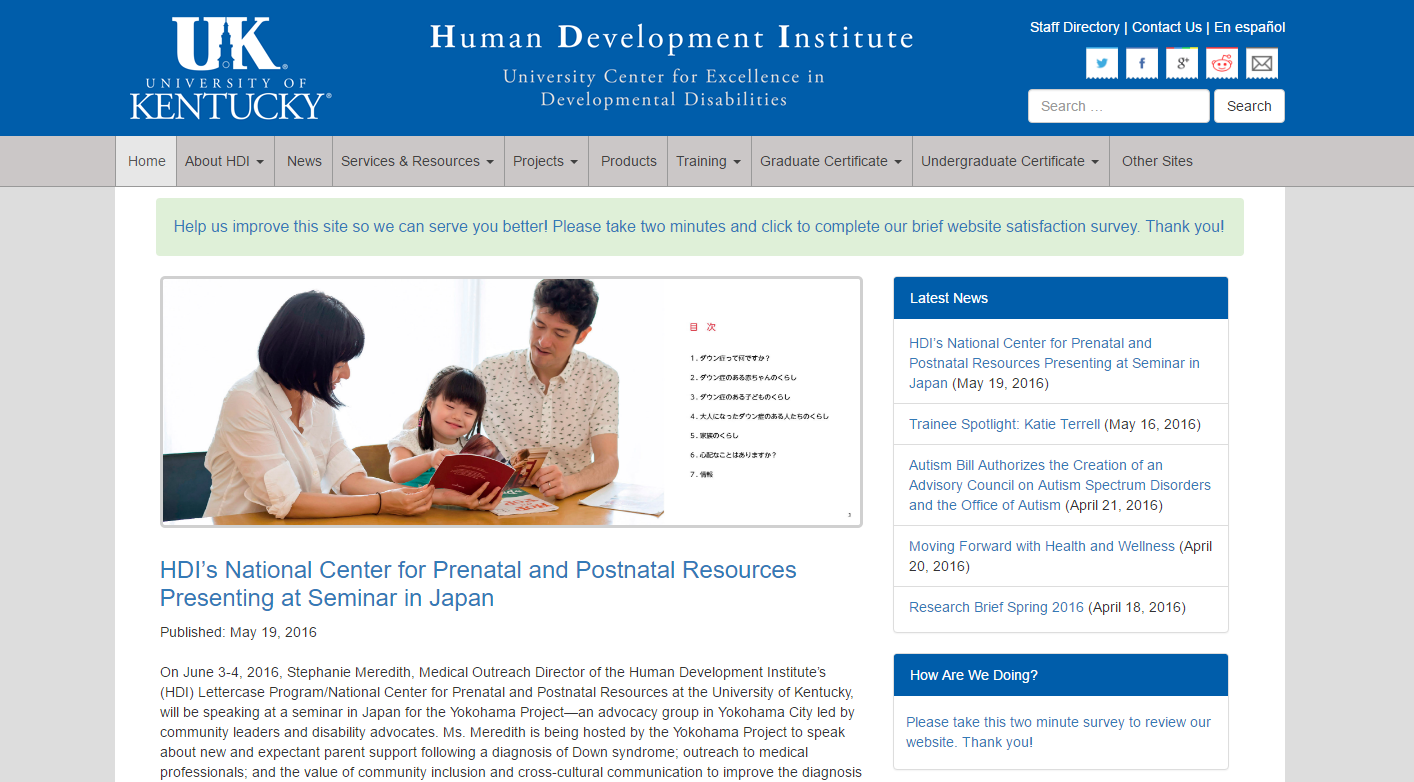 UK
UNIVERSITY OF
KENTUCKY®
Human Development Institute
University Center for Excellence in
Developmental Disabilities
Staff Directory | Contact Us | En español
Search …
Search
Home
About HDI
News
Services & Resources
Projects
Products
Training
Graduate Certificate
Undergraduate Certificate
Other Sites
Help us improve this site so we can serve you better! Please take two minutes and click to complete our brief website satisfaction survey. Thank you!
目 次
1. ダウン症って何ですか？
2. ダウン症のある赤ちゃんのくらし
3. ダウン症のある子どものくらし
4. 大人になったダウン症のある人たちのくらし
5. 家族のくらし
6. 心配なことはありますか？
7. 情報
3
HDI’s National Center for Prenatal and Postnatal Resources
Presenting at Seminar in Japan
Published: May 19, 2016
On June 3-4, 2016, Stephanie Meredith, Medical Outreach Director of the Human Development Institute’s
(HDI) Lettercase Program/National Center for Prenatal and Postnatal Resources at the University of Kentucky,
will be speaking at a seminar in Japan for the Yokohama Project—an advocacy group in Yokohama City led by
community leaders and disability advocates. Ms. Meredith is being hosted by the Yokohama Project to speak
about new and expectant parent support following a diagnosis of Down syndrome; outreach to medical
professionals; and the value of community inclusion and cross-cultural communication to improve the diagnosis
Latest News
HDI’s National Center for Prenatal and
Postnatal Resources Presenting at Seminar in
Japan (May 19, 2016)
Trainee Spotlight: Katie Terrell (May 16, 2016)
Autism Bill Authorizes the Creation of an
Advisory Council on Autism Spectrum Disorders
and the Office of Autism (April 21, 2016)
Moving Forward with Health and Wellness (April
20, 2016)
Research Brief Spring 2016 (April 18, 2016)
How Are We Doing?
Please take this two minute survey to review our
website. Thank you!